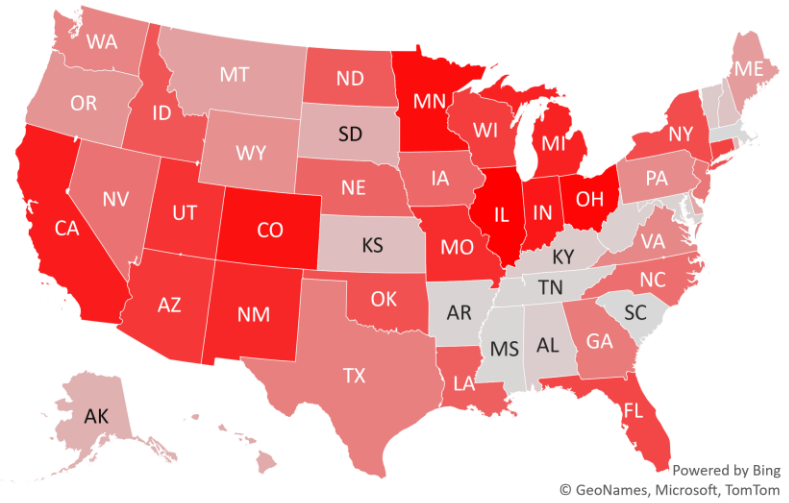 WA
MT
ND
MN
ME
OR
ID
SD
WI
MI
NY
WY
IA
PA
NV
NE
IL
IN
OH
UT
CO
CA
KS
MO
KY
VA
AZ
NM
OK
TN
NC
AR
SC
TX
MS
AL
GA
LA
AK
FL
Powered by Bing
© GeoNames, Microsoft, TomTom